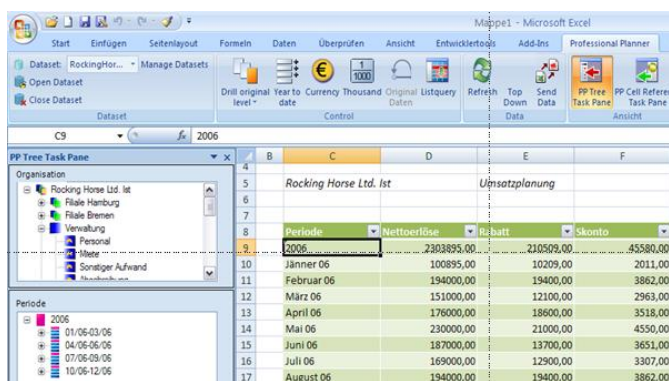 Mappe1 - Microsoft Excel
Start Einfügen Seitenlayout Formeln Daten Überprüfen Ansicht Entwicklertools Add-Ins Professional Planner
Dataset: RockingHor... Manage Datasets
Open Dataset
Close Dataset
Drill original level Year to date Currency Thousand Original Daten Listquery Refresh Top Down Send Data PP Tree Task Pane PP Cell Referen Task Pane
Dataset Control Data Ansicht
C9 fx 2006
PP Tree Task Pane
B C D E F
Organisation
Rocking Horse Ltd. Ist
Filiale Hamburg
Filiale Bremen
Verwaltung
Personal
Miete
Sonstiger Aufwand
Periode
2006
01/06-03/06
04/06-06/06
07/06-09/06
10/06-12/06
4
5 Rocking Horse Ltd. Ist Umsatzplanung
6
7
8 Periode Nettoerlöse Rabatt Skonto
9 2006 2303895,00 210509,00 45580,00
10 Jänner 06 100895,00 10209,00 2011,00
11 Februar 06 194000,00 19400,00 3862,00
12 März 06 151000,00 12100,00 2963,00
13 April 06 176000,00 18600,00 3518,00
14 Mai 06 230000,00 21000,00 4550,00
15 Juni 06 187000,00 13700,00 3651,00
16 Juli 06 169000,00 12900,00 3307,00
17 August 06 194000,00 19400,00 3862,00